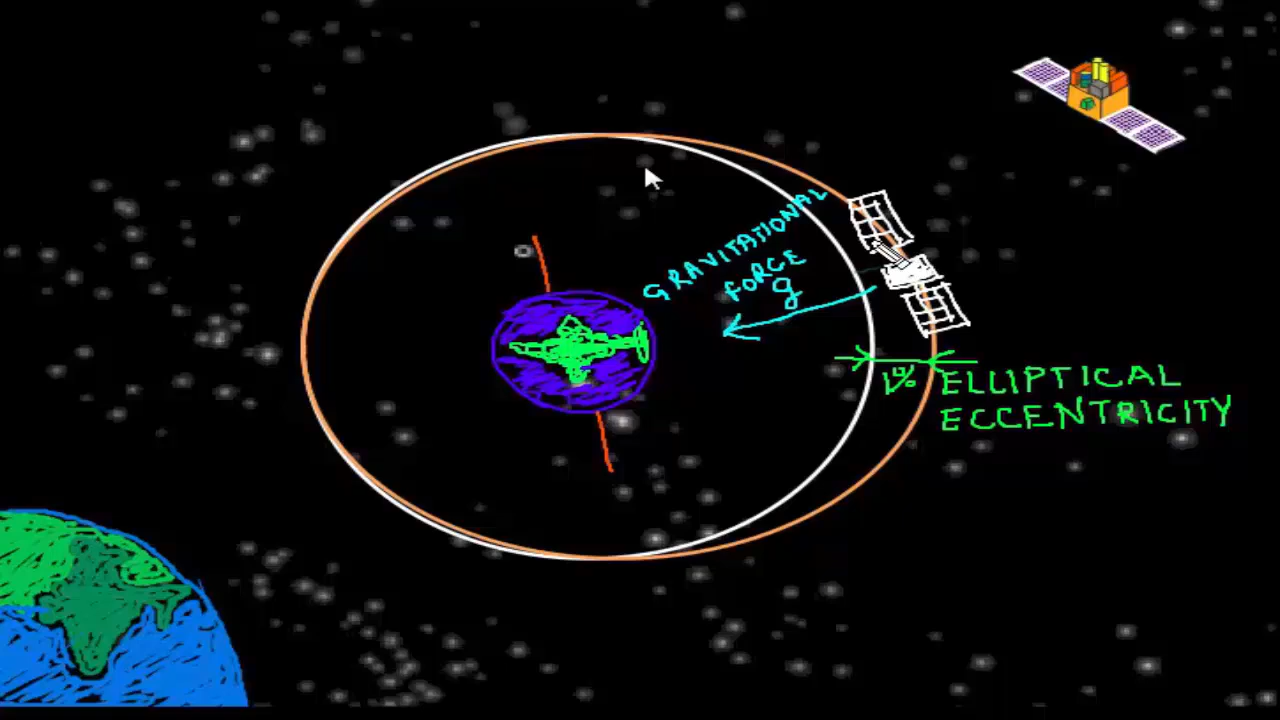 GRAVITATIONAL
FORCE
g
1%
ELLIPTICAL
ECCENTRICITY